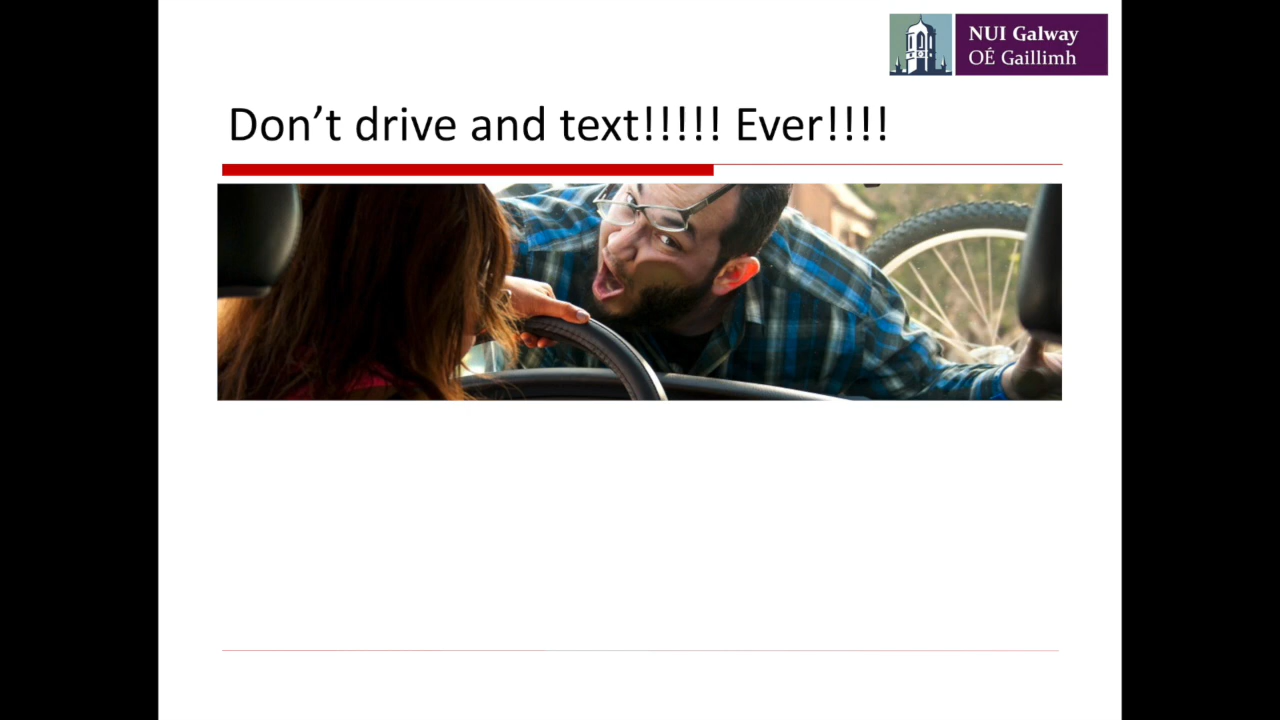 NUI Galway
OÉ Gaillimh
Don’t drive and text!!!!! Ever!!!!